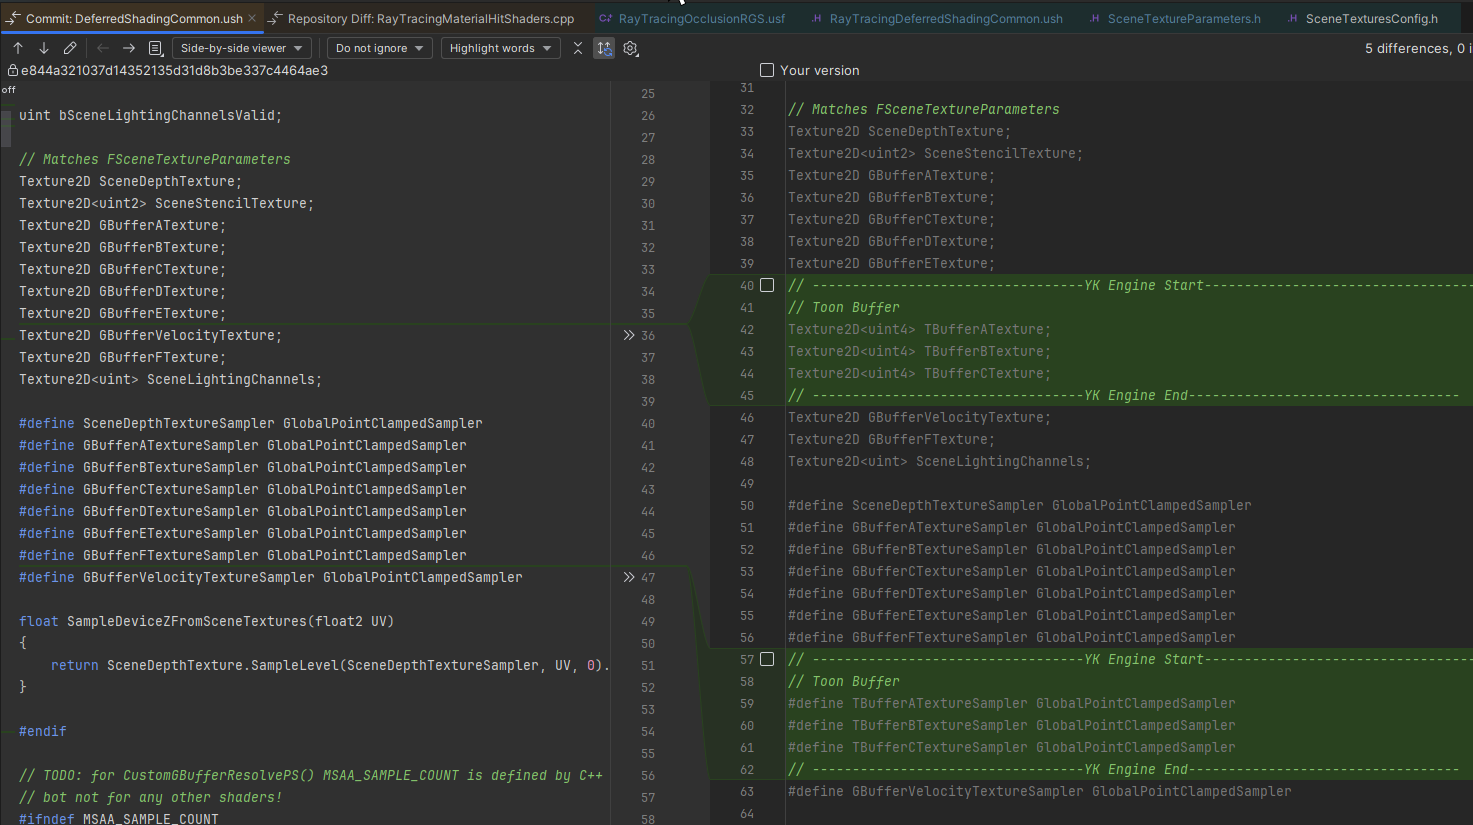 Commit: DeferredShadingCommon.ush
Repository Diff: RayTracingMaterialHitShaders.cpp
RayTracingOcclusionRGS.usf
RayTracingDeferredShadingCommon.ush
SceneTextureParameters.h
SceneTexturesConfig.h
Side-by-side viewer
Do not ignore
Highlight words
5 differences, 0 i
e844a321037d14352135d31d8b3be337c4464ae3
Your version
off
25
uint bSceneLightingChannelsValid; 26
27
// Matches FSceneTextureParameters 28
Texture2D SceneDepthTexture; 29
Texture2D<uint2> SceneStencilTexture; 30
Texture2D GBufferATexture; 31
Texture2D GBufferBTexture; 32
Texture2D GBufferCTexture; 33
Texture2D GBufferDTexture; 34
Texture2D GBufferETexture; 35
Texture2D GBufferVelocityTexture; 36
Texture2D GBufferFTexture; 37
Texture2D<uint> SceneLightingChannels; 38
39
#define SceneDepthTextureSampler GlobalPointClampedSampler 40
#define GBufferATextureSampler GlobalPointClampedSampler 41
#define GBufferBTextureSampler GlobalPointClampedSampler 42
#define GBufferCTextureSampler GlobalPointClampedSampler 43
#define GBufferDTextureSampler GlobalPointClampedSampler 44
#define GBufferETextureSampler GlobalPointClampedSampler 45
#define GBufferFTextureSampler GlobalPointClampedSampler 46
#define GBufferVelocityTextureSampler GlobalPointClampedSampler 47
48
float SampleDeviceZFromSceneTextures(float2 UV) 49
{ 50
return SceneDepthTexture.SampleLevel(SceneDepthTextureSampler, UV, 0). 51
} 52
53
#endif 54
55
// TODO: for CustomGBufferResolvePS() MSAA_SAMPLE_COUNT is defined by C++ 56
// bot not for any other shaders! 57
#ifndef MSAA_SAMPLE_COUNT 58
31
32 // Matches FSceneTextureParameters
33 Texture2D SceneDepthTexture;
34 Texture2D<uint2> SceneStencilTexture;
35 Texture2D GBufferATexture;
36 Texture2D GBufferBTexture;
37 Texture2D GBufferCTexture;
38 Texture2D GBufferDTexture;
39 Texture2D GBufferETexture;
40 // ----------------------------------YK Engine Start----------------------------------
41 // Toon Buffer
42 Texture2D<uint4> TBufferATexture;
43 Texture2D<uint4> TBufferBTexture;
44 Texture2D<uint4> TBufferCTexture;
45 // ----------------------------------YK Engine End----------------------------------
46 Texture2D GBufferVelocityTexture;
47 Texture2D GBufferFTexture;
48 Texture2D<uint> SceneLightingChannels;
49
50 #define SceneDepthTextureSampler GlobalPointClampedSampler
51 #define GBufferATextureSampler GlobalPointClampedSampler
52 #define GBufferBTextureSampler GlobalPointClampedSampler
53 #define GBufferCTextureSampler GlobalPointClampedSampler
54 #define GBufferDTextureSampler GlobalPointClampedSampler
55 #define GBufferETextureSampler GlobalPointClampedSampler
56 #define GBufferFTextureSampler GlobalPointClampedSampler
57 // ----------------------------------YK Engine Start----------------------------------
58 // Toon Buffer
59 #define TBufferATextureSampler GlobalPointClampedSampler
60 #define TBufferBTextureSampler GlobalPointClampedSampler
61 #define TBufferCTextureSampler GlobalPointClampedSampler
62 // ----------------------------------YK Engine End----------------------------------
63 #define GBufferVelocityTextureSampler GlobalPointClampedSampler
64